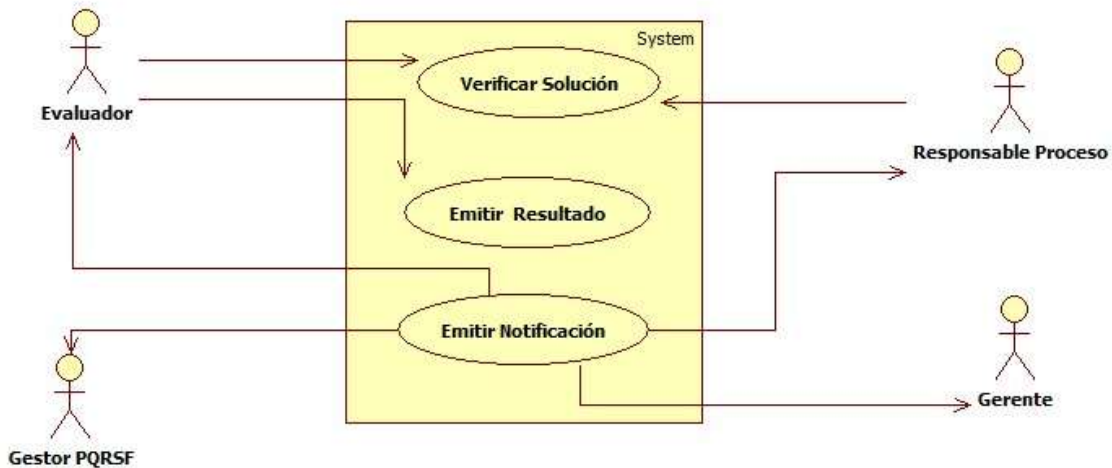 System
Verificar Solución
Evaluador
Responsable Proceso
Emitir Resultado
Emitir Notificación
Gerente
Gestor PQRSF